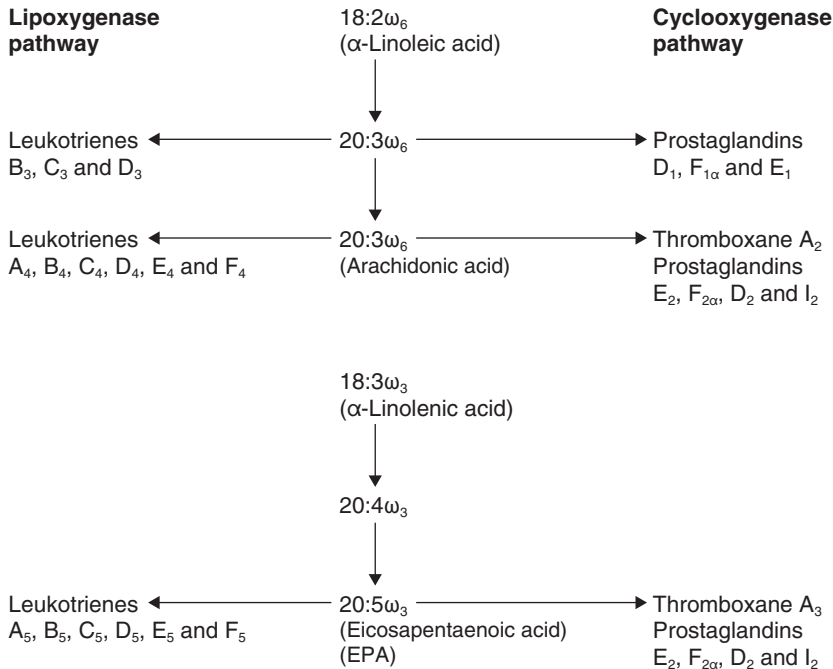 Lipoxygenase
pathway
18:2ω₆
(α-Linoleic acid)
Cyclooxygenase
pathway
Leukotrienes
B₃, C₃ and D₃
20:3ω₆
Prostaglandins
D₁, F₁α and E₁
Leukotrienes
A₄, B₄, C₄, D₄, E₄ and F₄
20:3ω₆
(Arachidonic acid)
Thromboxane A₂
Prostaglandins
E₂, F₂α, D₂ and I₂
18:3ω₃
(α-Linolenic acid)
20:4ω₃
Leukotrienes
A₅, B₅, C₅, D₅, E₅ and F₅
20:5ω₃
(Eicosapentaenoic acid)
(EPA)
Thromboxane A₃
Prostaglandins
E₂, F₂α, D₂ and I₂